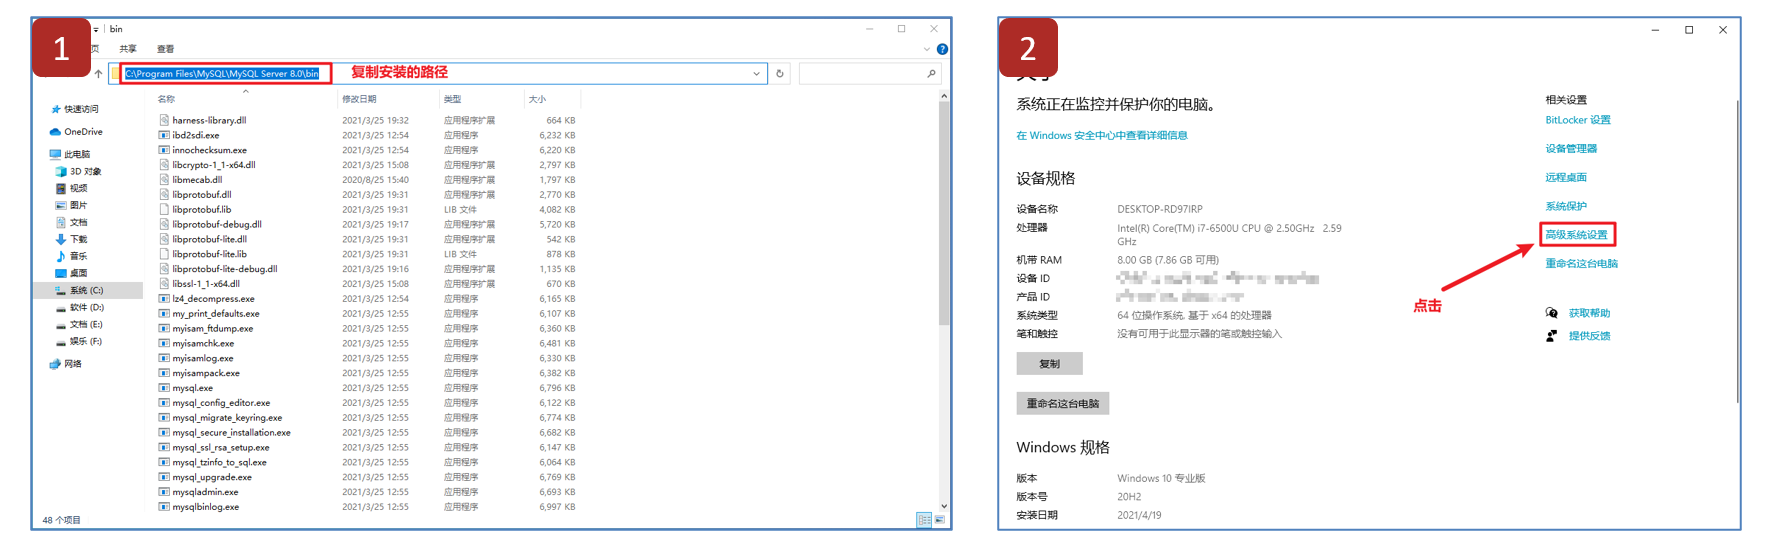 1
bin
页 共享 查看
C:\Program Files\MySQL\MySQL Server 8.0\bin
复制安装的路径
名称 修改日期 类型 大小
快速访问
OneDrive
此电脑
3D 对象
视频
图片
文档
下载
音乐
桌面
系统 (C:)
软件 (D:)
文档 (E:)
娱乐 (F:)
网络
harness-library.dll 2021/3/25 19:32 应用程序扩展 664 KB
ibd2sdi.exe 2021/3/25 12:54 应用程序 6,232 KB
innochecksum.exe 2021/3/25 12:54 应用程序 6,220 KB
libcrypto-1_1-x64.dll 2021/3/25 15:08 应用程序扩展 2,797 KB
libmecab.dll 2020/8/25 15:40 应用程序扩展 1,797 KB
libprotobuf.dll 2021/3/25 19:31 应用程序扩展 2,770 KB
libprotobuf.lib 2021/3/25 19:31 LIB 文件 4,082 KB
libprotobuf-debug.dll 2021/3/25 19:17 应用程序扩展 5,720 KB
libprotobuf-lite.dll 2021/3/25 19:31 应用程序扩展 542 KB
libprotobuf-lite.lib 2021/3/25 19:31 LIB 文件 878 KB
libprotobuf-lite-debug.dll 2021/3/25 19:16 应用程序扩展 1,135 KB
libssl-1_1-x64.dll 2021/3/25 15:08 应用程序扩展 670 KB
lz4_decompress.exe 2021/3/25 12:54 应用程序 6,165 KB
my_print_defaults.exe 2021/3/25 12:55 应用程序 6,107 KB
myisam_ftdump.exe 2021/3/25 12:55 应用程序 6,360 KB
myisamchk.exe 2021/3/25 12:55 应用程序 6,481 KB
myisamlog.exe 2021/3/25 12:55 应用程序 6,330 KB
myisampack.exe 2021/3/25 12:55 应用程序 6,382 KB
mysql.exe 2021/3/25 12:55 应用程序 6,796 KB
mysql_config_editor.exe 2021/3/25 12:55 应用程序 6,122 KB
mysql_migrate_keyring.exe 2021/3/25 12:55 应用程序 6,774 KB
mysql_secure_installation.exe 2021/3/25 12:55 应用程序 6,682 KB
mysql_ssl_rsa_setup.exe 2021/3/25 12:55 应用程序 6,147 KB
mysql_tzinfo_to_sql.exe 2021/3/25 12:55 应用程序 6,064 KB
mysql_upgrade.exe 2021/3/25 12:55 应用程序 6,769 KB
mysqladmin.exe 2021/3/25 12:55 应用程序 6,693 KB
mysqlbinlog.exe 2021/3/25 12:55 应用程序 6,997 KB
48 个项目
2
系统正在监控并保护你的电脑。
在 Windows 安全中心中查看详细信息
设备规格
设备名称 DESKTOP-RD97IRP
处理器 Intel(R) Core(TM) i7-6500U CPU @ 2.50GHz 2.59
GHz
机带 RAM 8.00 GB (7.86 GB 可用)
设备 ID
产品 ID
系统类型 64 位操作系统, 基于 x64 的处理器
笔和触控 没有可用于此显示器的笔或触控输入
复制
重命名这台电脑
Windows 规格
版本 Windows 10 专业版
版本号 20H2
安装日期 2021/4/19
相关设置
BitLocker 设置
设备管理器
远程桌面
系统保护
高级系统设置
重命名这台电脑
点击
获取帮助
提供反馈